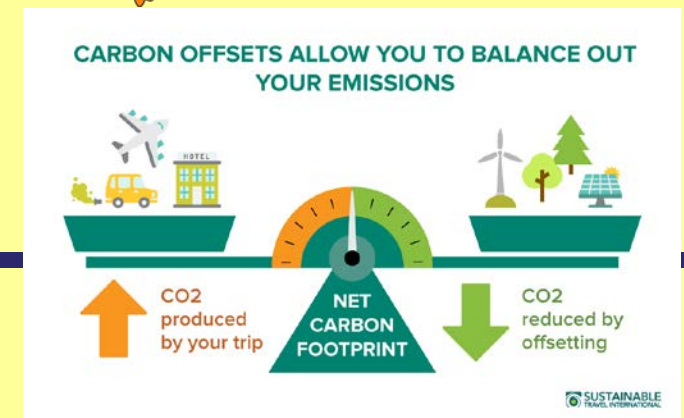 CARBON OFFSETS ALLOW YOU TO BALANCE OUT
YOUR EMISSIONS
HOTEL
CO2
produced
by your trip
NET
CARBON
FOOTPRINT
CO2
reduced by
offsetting
SUSTAINABLE
TRAVEL INTERNATIONAL